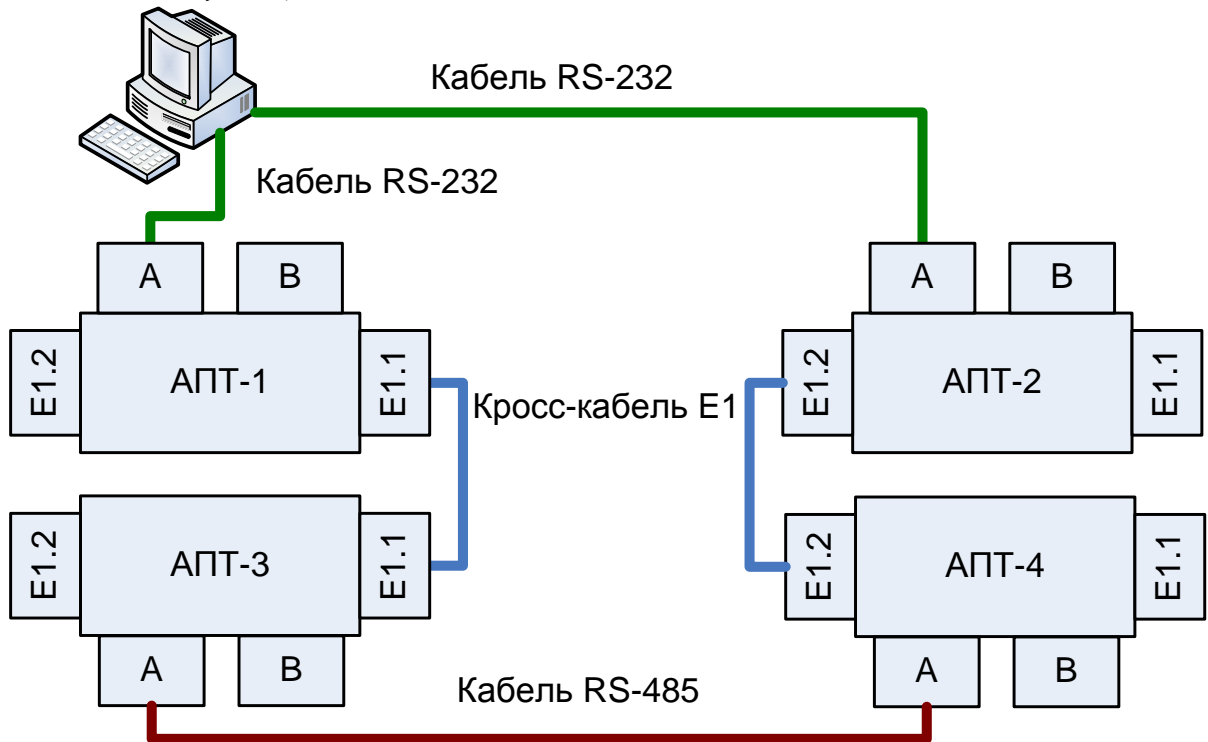 Кабель RS-232
Кабель RS-232
A B A B
E1.2 АПТ-1 E1.1 E1.2 АПТ-2 E1.1
Кросс-кабель E1
E1.2 АПТ-3 E1.1 E1.2 АПТ-4 E1.1
A B A B
Кабель RS-485